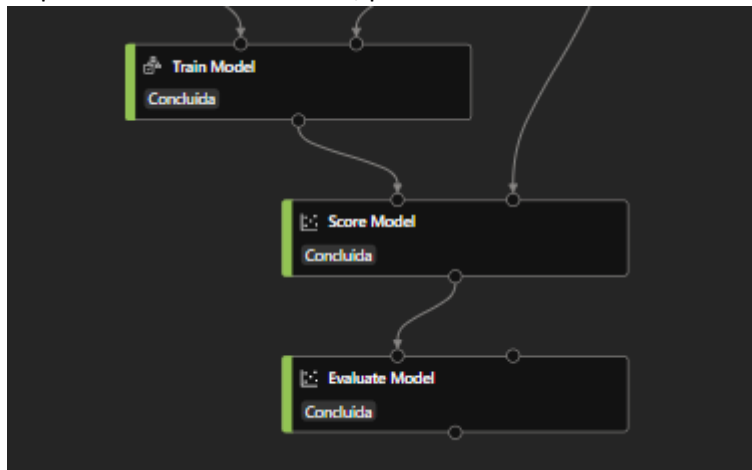 Train Model
Concluída
Score Model
Concluída
Evaluate Model
Concluída